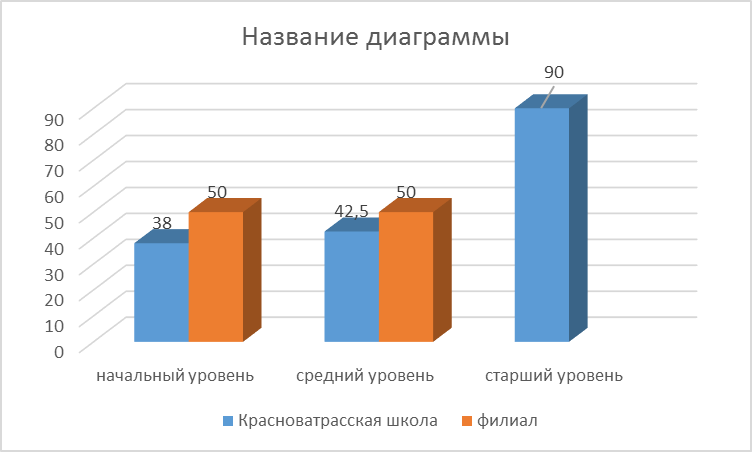 Название диаграммы
90
90
80
70
60
50
40
30
20
10
0
38
50
42,5
50
начальный уровень
средний уровень
старший уровень
Красноватрасская школа
филиал